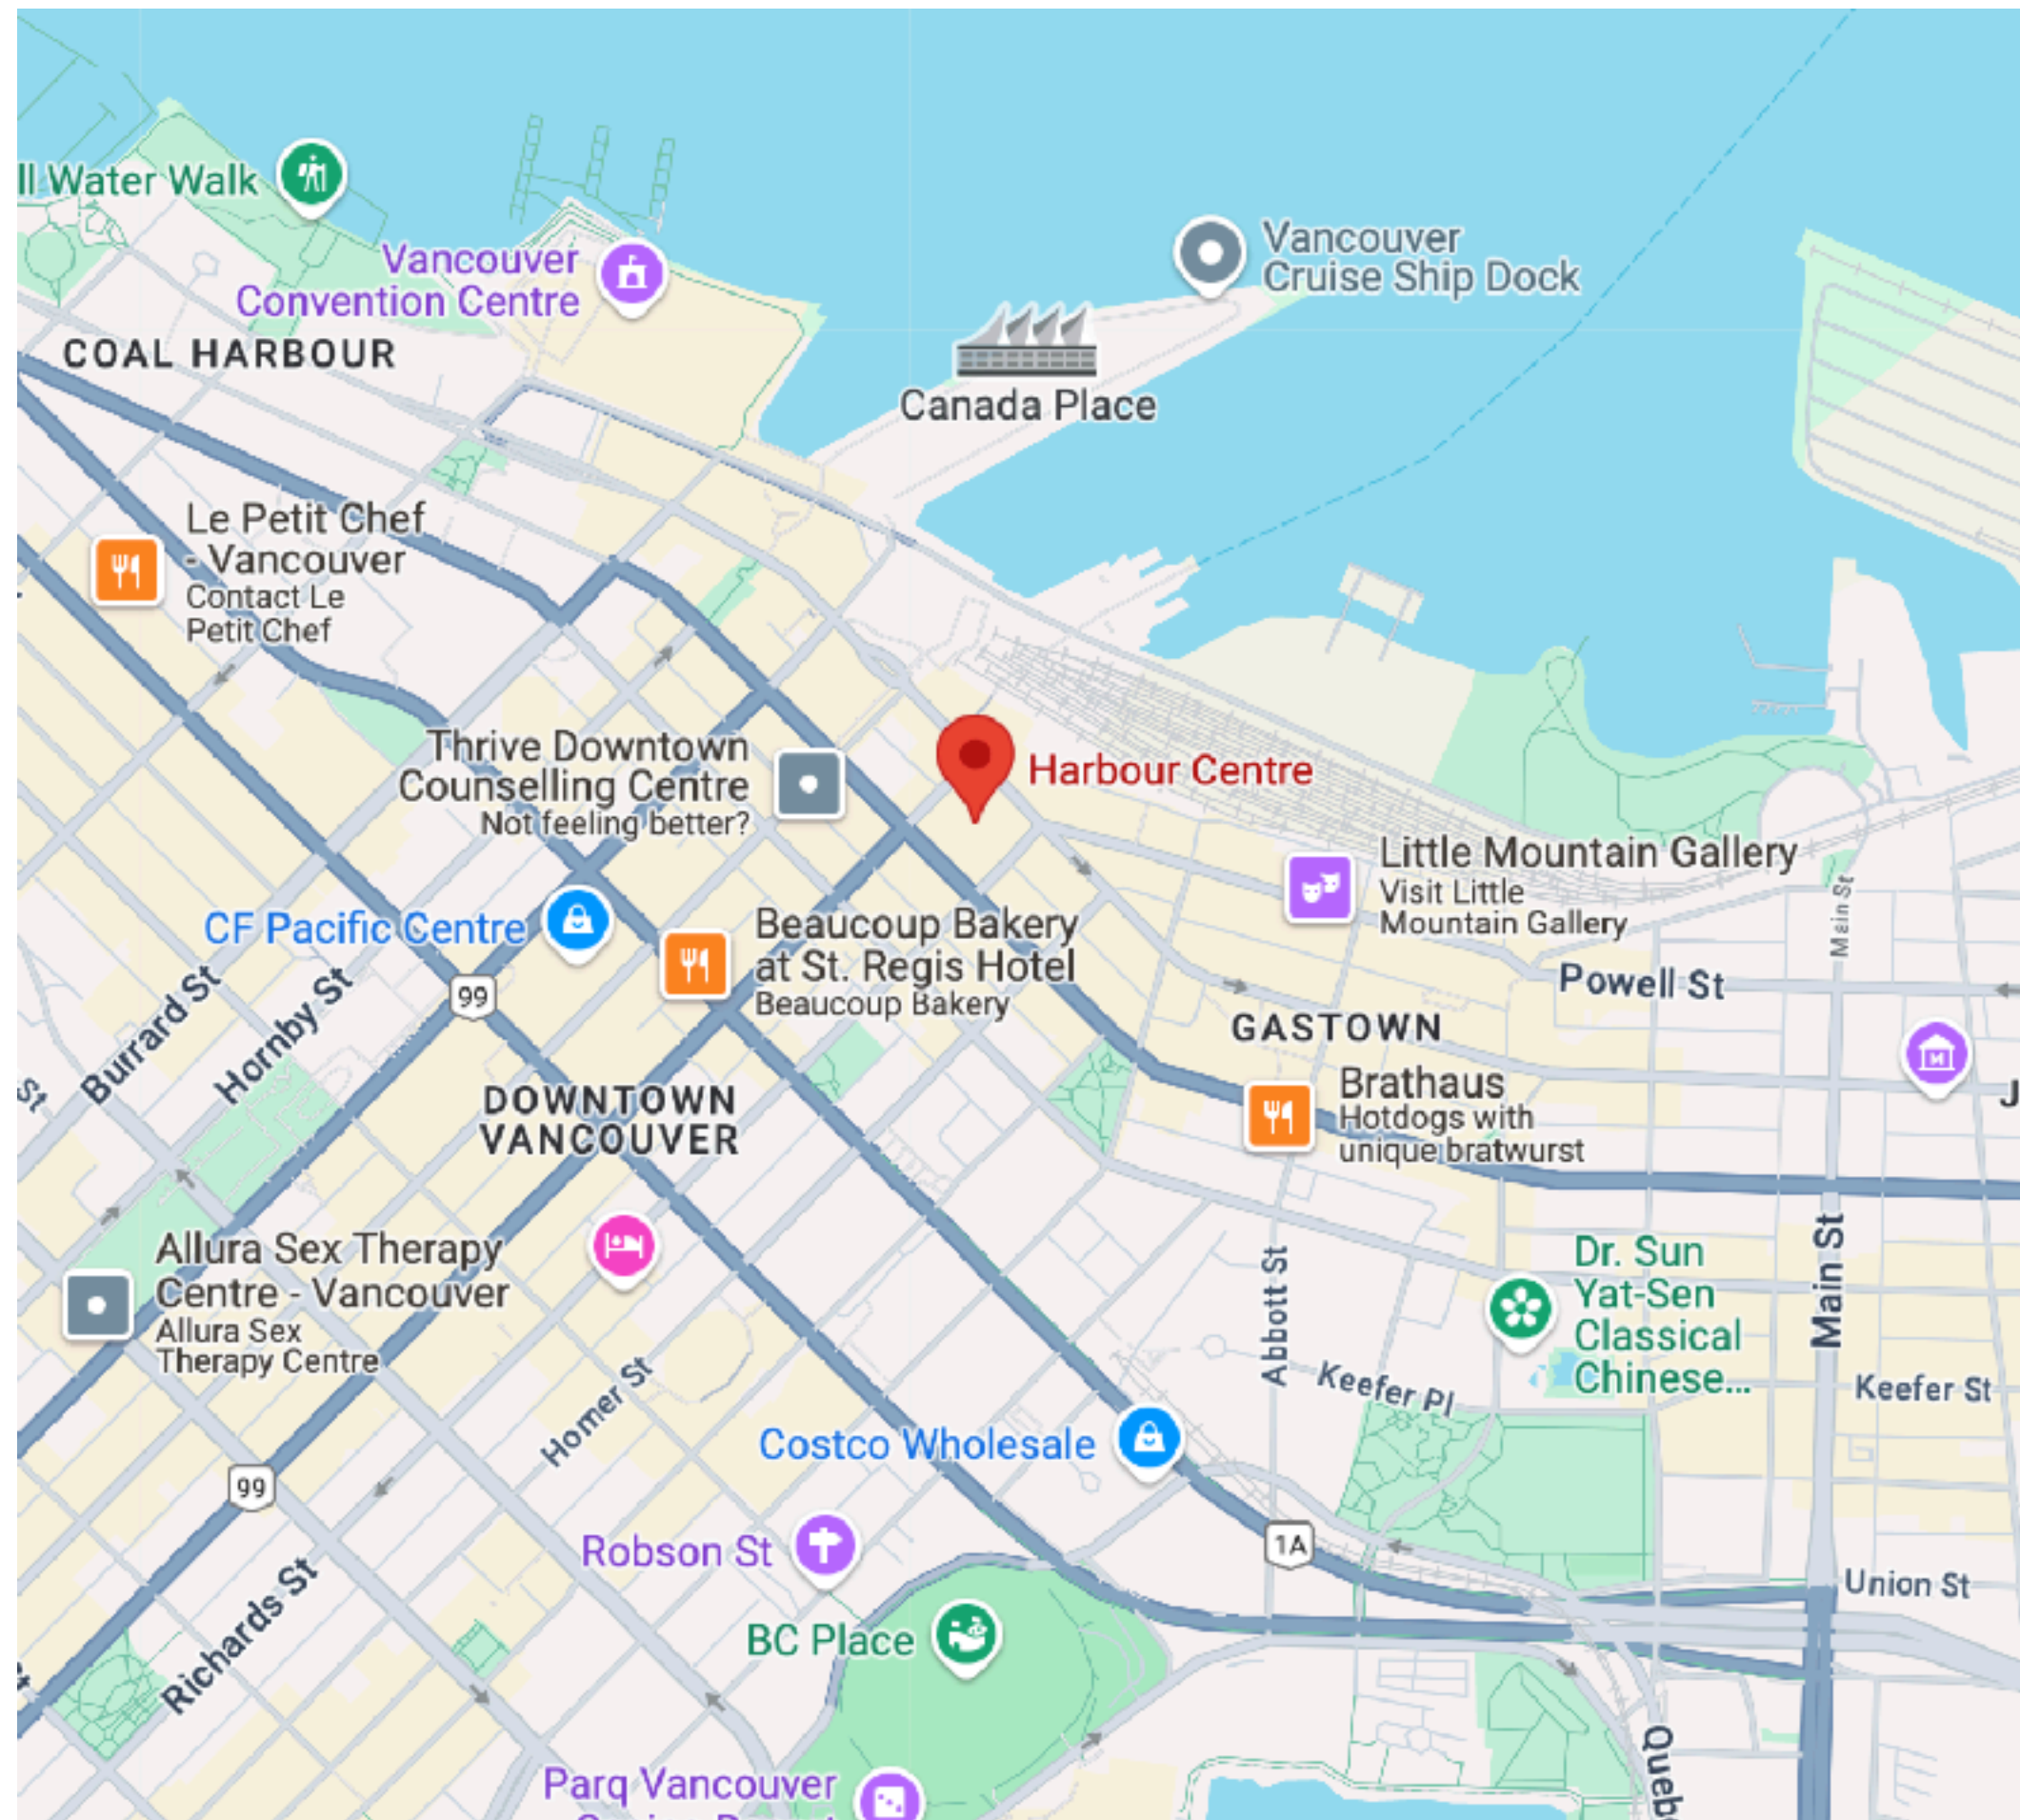 ll Water Walk
Vancouver
Convention Centre
Vancouver
Cruise Ship Dock
COAL HARBOUR
Canada Place
Le Petit Chef
- Vancouver
Contact Le
Petit Chef
Thrive Downtown
Counselling Centre
Not feeling better?
Harbour Centre
Little Mountain Gallery
Visit Little
Mountain Gallery
Main St
CF Pacific Centre
Beaucoup Bakery
at St. Regis Hotel
Beaucoup Bakery
99
Powell St
Burrard St
Hornby St
St
GASTOWN
DOWNTOWN
VANCOUVER
Brathaus
Hotdogs with
unique bratwurst
J
Allura Sex Therapy
Centre - Vancouver
Allura Sex
Therapy Centre
Dr. Sun
Yat-Sen
Classical
Chinese...
Main St
Abbott St
Keefer Pl
Keefer St
Homer St
Costco Wholesale
99
1A
Robson St
Union St
Richards St
BC Place
Queb
Parq Vancouver